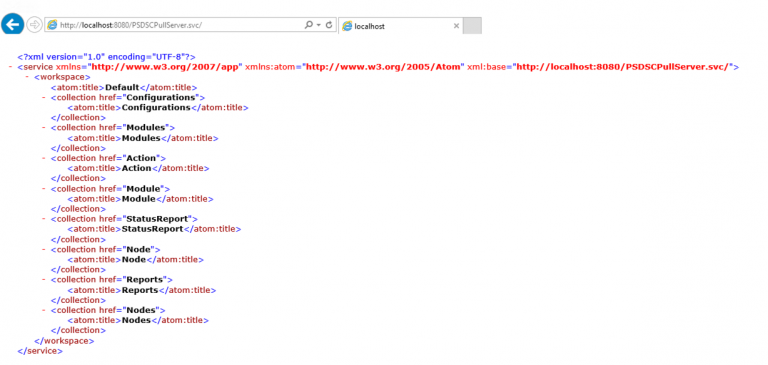 http://localhost:8080/PSDSCPullServer.svc/
localhost
<?xml version="1.0" encoding="UTF-8"?>
- <service xmlns="http://www.w3.org/2007/app" xmlns:atom="http://www.w3.org/2005/Atom" xml:base="http://localhost:8080/PSDSCPullServer.svc/">
- <workspace>
<atom:title>Default</atom:title>
- <collection href="Configurations">
<atom:title>Configurations</atom:title>
</collection>
- <collection href="Modules">
<atom:title>Modules</atom:title>
</collection>
- <collection href="Action">
<atom:title>Action</atom:title>
</collection>
- <collection href="Module">
<atom:title>Module</atom:title>
</collection>
- <collection href="StatusReport">
<atom:title>StatusReport</atom:title>
</collection>
- <collection href="Node">
<atom:title>Node</atom:title>
</collection>
- <collection href="Reports">
<atom:title>Reports</atom:title>
</collection>
- <collection href="Nodes">
<atom:title>Nodes</atom:title>
</collection>
</workspace>
</service>